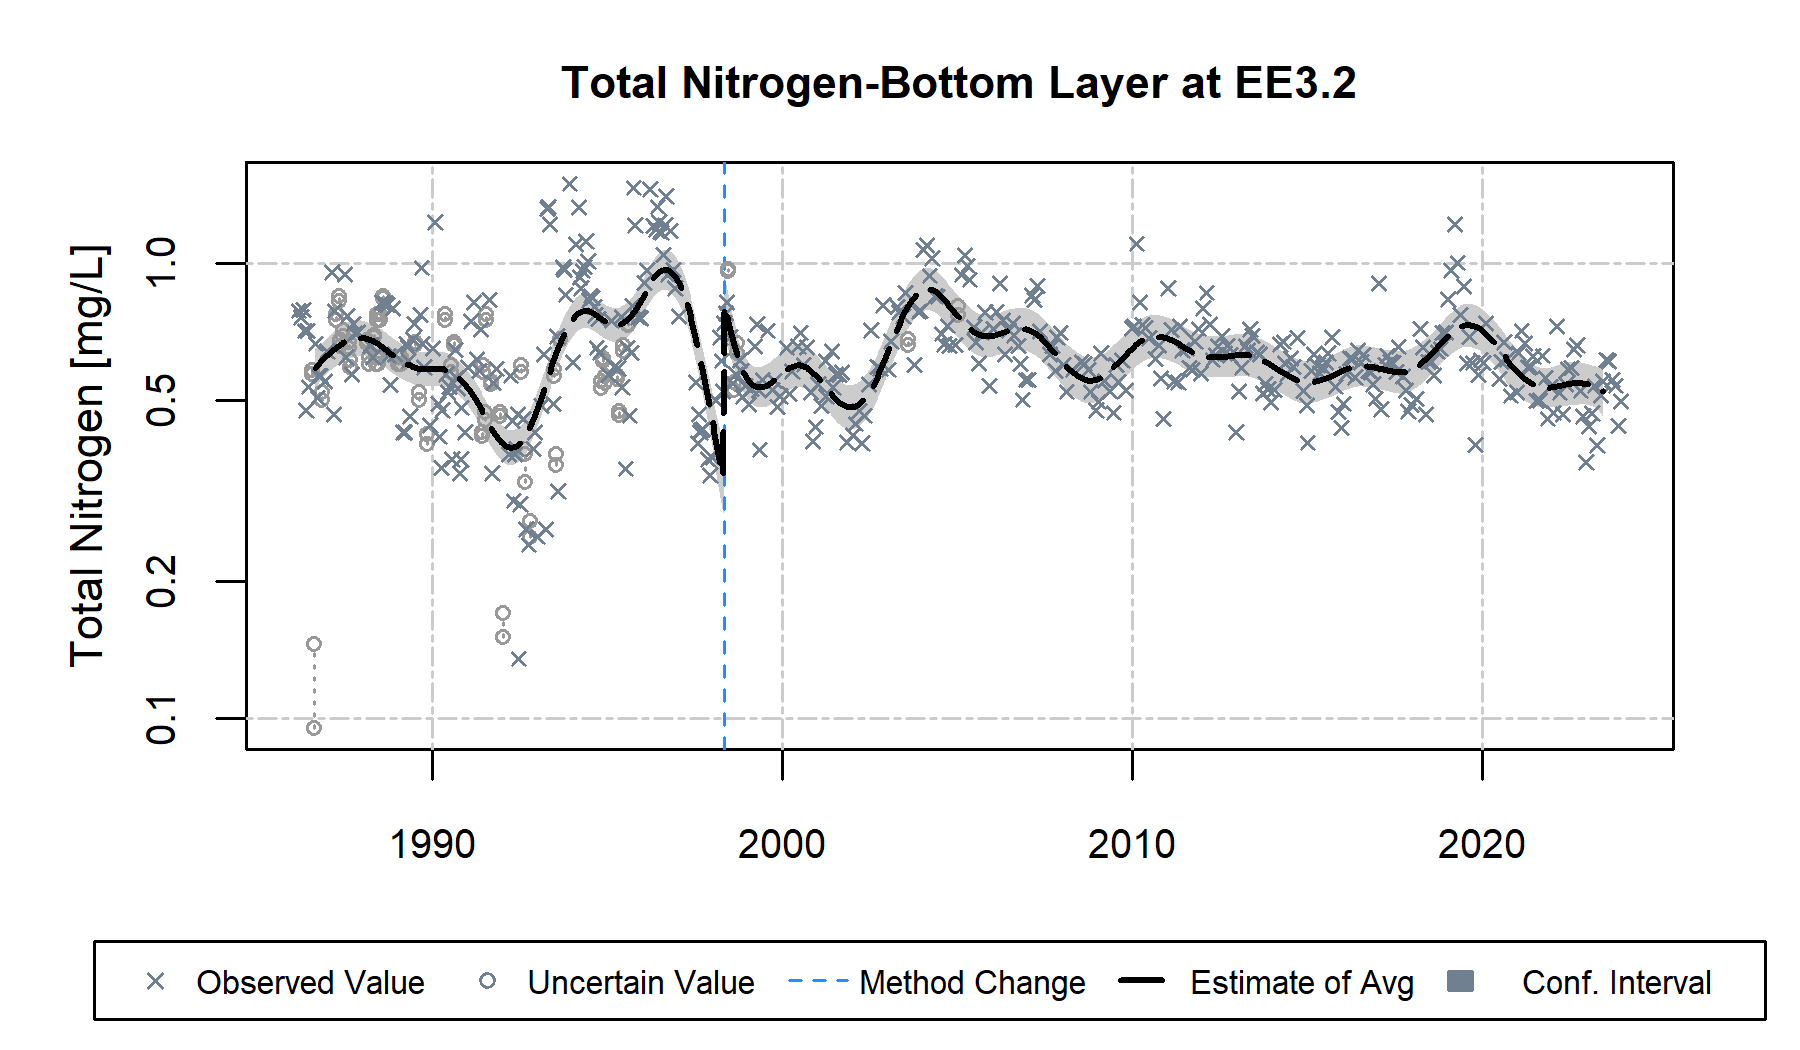 Total Nitrogen-Bottom Layer at EE3.2
Total Nitrogen [mg/L]
1.0
0.5
0.2
0.1
1990 2000 2010 2020
Observed Value Uncertain Value Method Change Estimate of Avg Conf. Interval